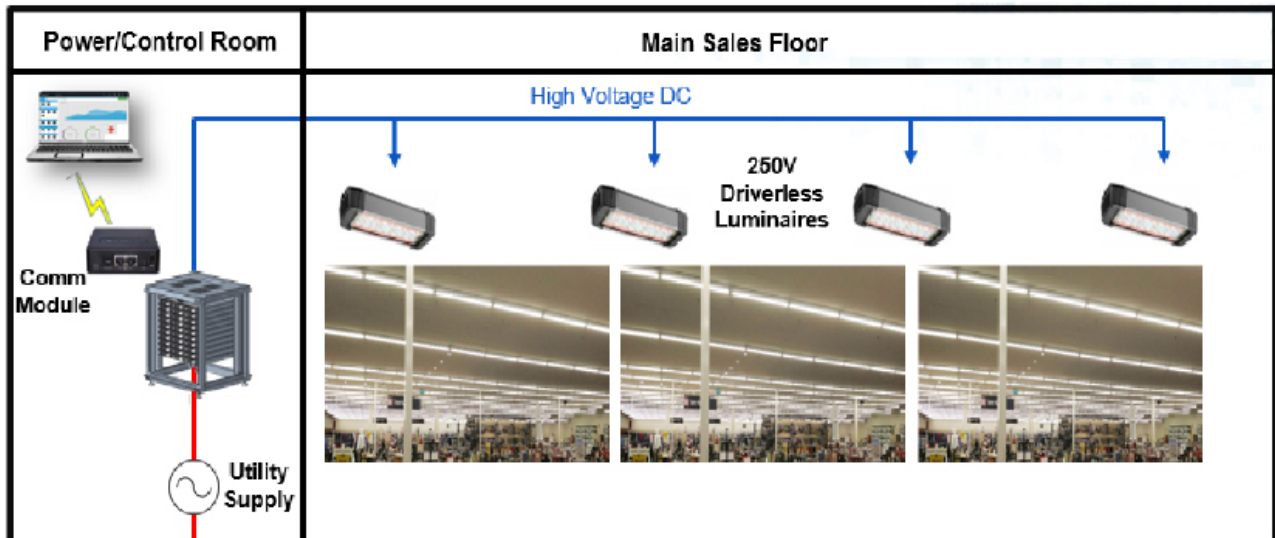 Power/Control Room
Main Sales Floor
High Voltage DC
250V
Driverless
Luminaires
Comm
Module
Utility
Supply